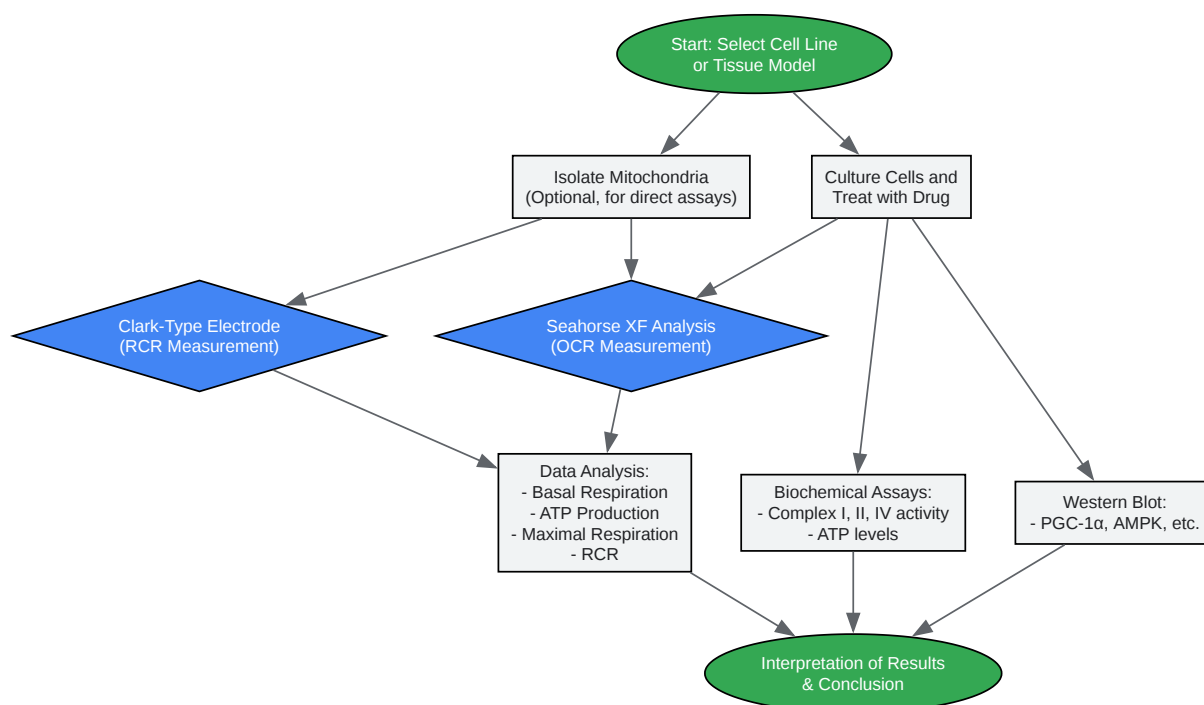 Start: Select Cell Line
or Tissue Model
Isolate Mitochondria
(Optional, for direct assays)
Culture Cells and
Treat with Drug
Clark-Type Electrode
(RCR Measurement)
Seahorse XF Analysis
(OCR Measurement)
Data Analysis:
- Basal Respiration
- ATP Production
- Maximal Respiration
- RCR
Biochemical Assays:
- Complex I, II, IV activity
- ATP levels
Western Blot:
- PGC-1α, AMPK, etc.
Interpretation of Results
& Conclusion